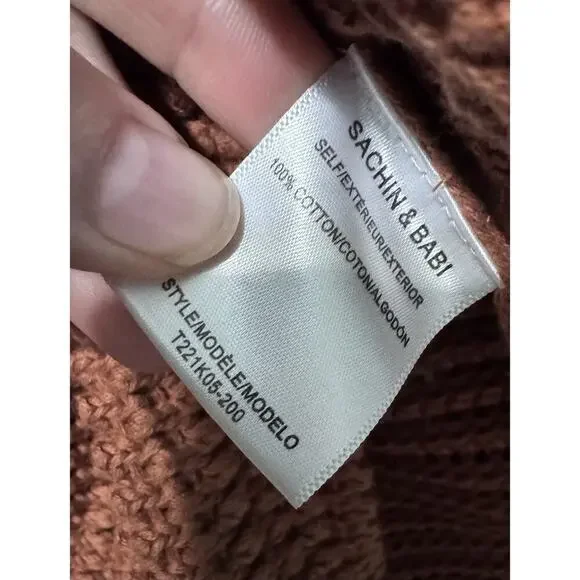 SACHIN & BABI
SELF/EXTERIEUR/EXTERIOR
100% COTTON/COTON/ALGODÓN
STYLE/MODÈLE/MODELO
T221K05-200